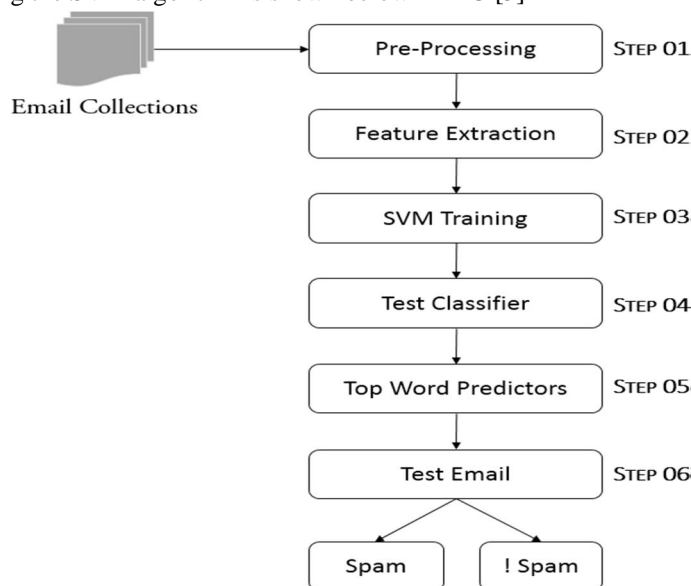 Pre-Processing
STEP 01
Email Collections
Feature Extraction
STEP 02
SVM Training
STEP 03
Test Classifier
STEP 04
Top Word Predictors
STEP 05
Test Email
STEP 06
Spam
! Spam